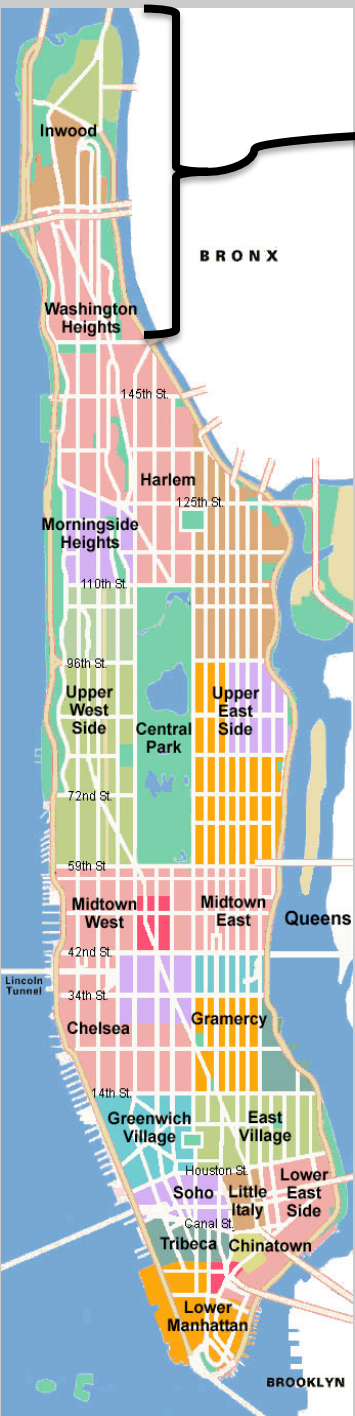 Inwood
BRONX
Washington
Heights
145th St.
Harlem
125th St.
Morningside
Heights
110th St.
96th St.
Upper
West
Side
Upper
East
Side
Central
Park
72nd St.
59th St.
Midtown
West
Midtown
East
Queens
42nd St.
Lincoln
Tunnel
34th St.
Chelsea
Gramercy
14th St.
Greenwich
Village
East
Village
Houston St.
Lower
East
Side
Soho
Little
Italy
Canal St.
Tribeca
Chinatown
Lower
Manhattan
BROOKLYN